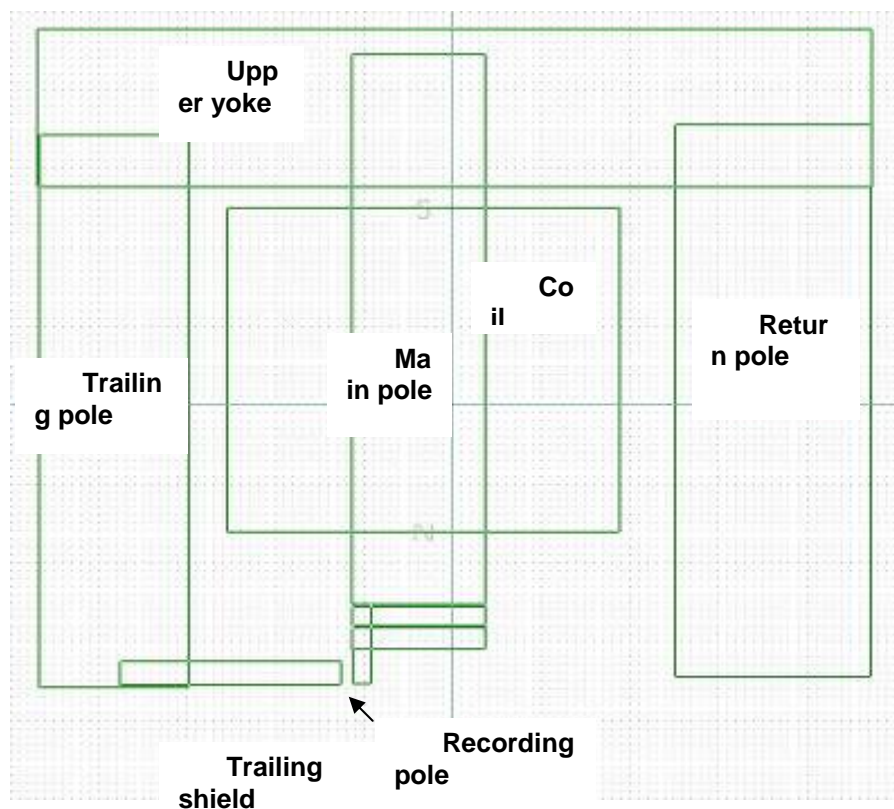 Upp
er yoke
S
Co
il
Retur
n pole
Ma
in pole
Trailin
g pole
N
Recording
pole
Trailing
shield